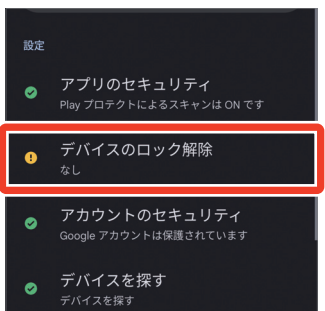 設定
アプリのセキュリティ
Play プロテクトによるスキャンは ON です
デバイスのロック解除
なし
アカウントのセキュリティ
Google アカウントは保護されています
デバイスを探す
デバイスを探す